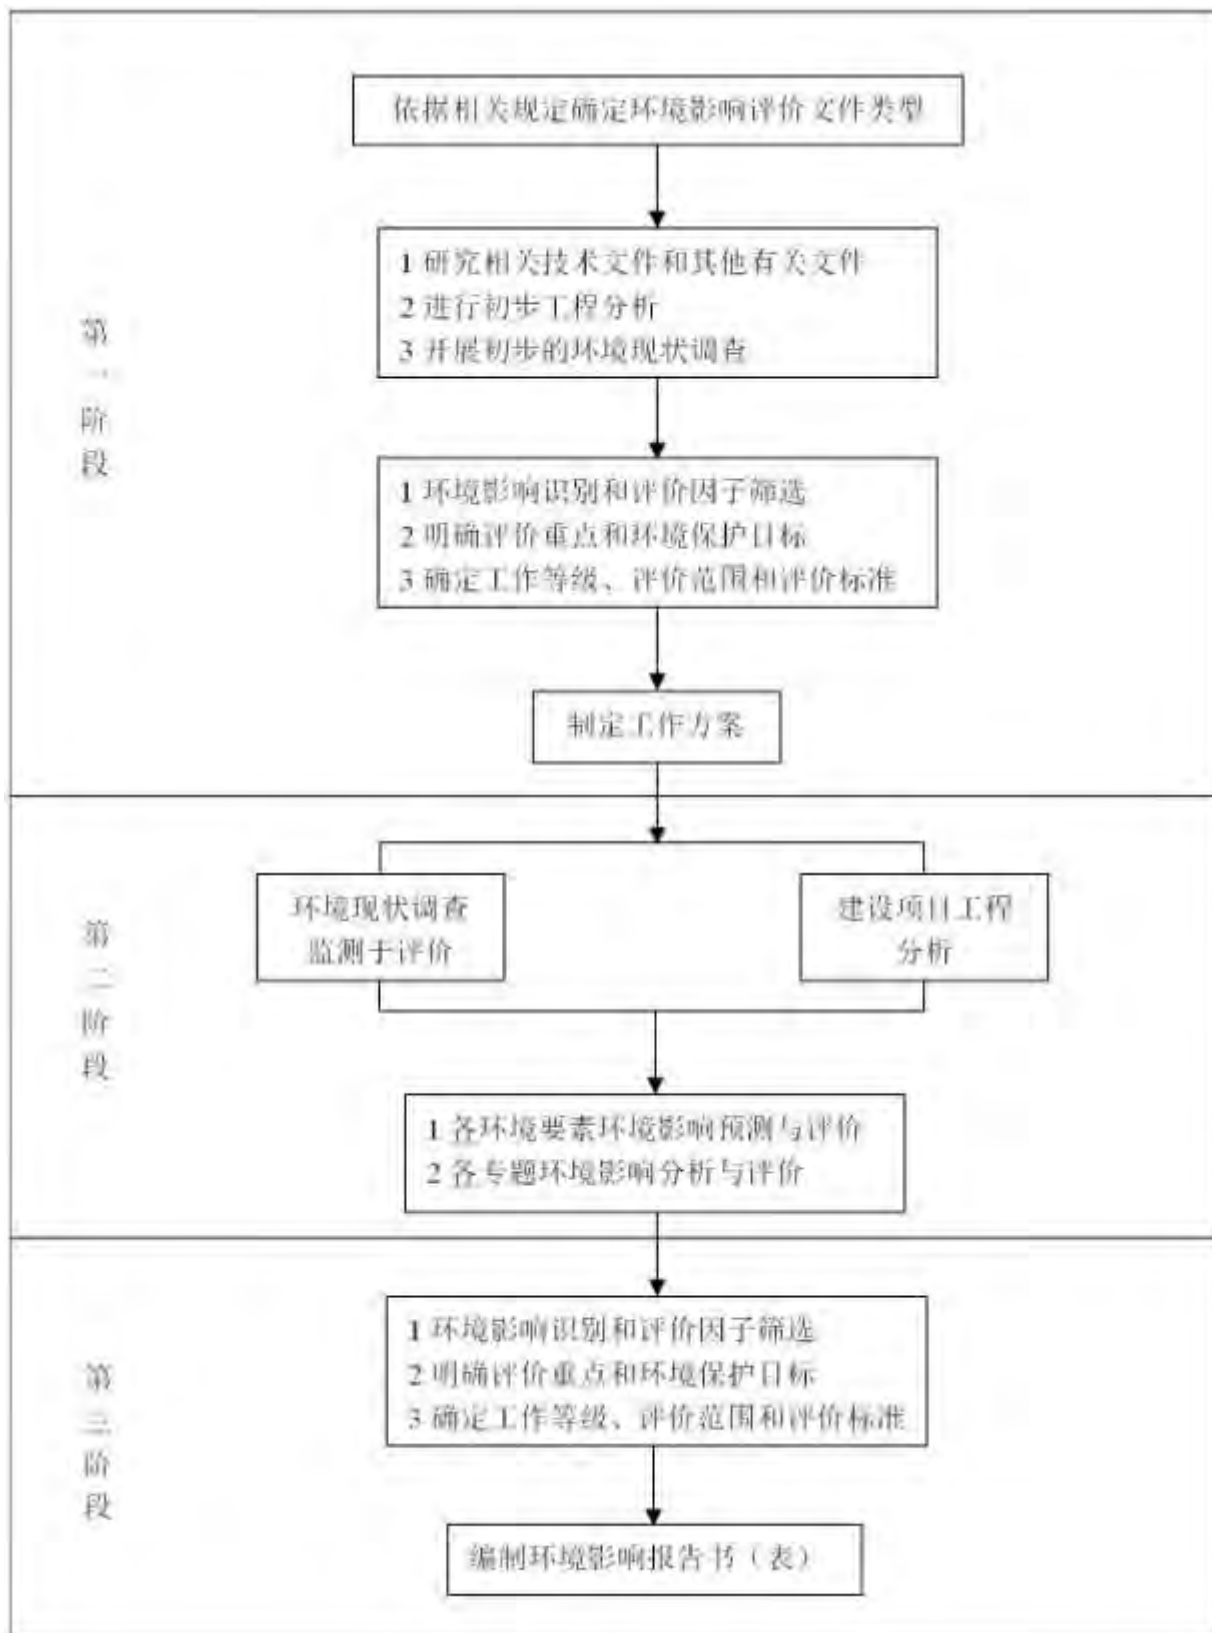 依据相关规定确定环境影响评价文件类型
1 研究相关技术文件和其他有关文件
2 进行初步工程分析
3 开展初步的环境现状调查
第一阶段
1 环境影响识别和评价因子筛选
2 明确评价重点和环境保护目标
3 确定工作等级、评价范围和评价标准
制定工作方案
环境现状调查
监测于评价
建设项目工程
分析
第二阶段
1 各环境要素环境影响预测与评价
2 各专题环境影响分析与评价
1 环境影响识别和评价因子筛选
2 明确评价重点和环境保护目标
3 确定工作等级、评价范围和评价标准
第三阶段
编制环境影响报告书（表）